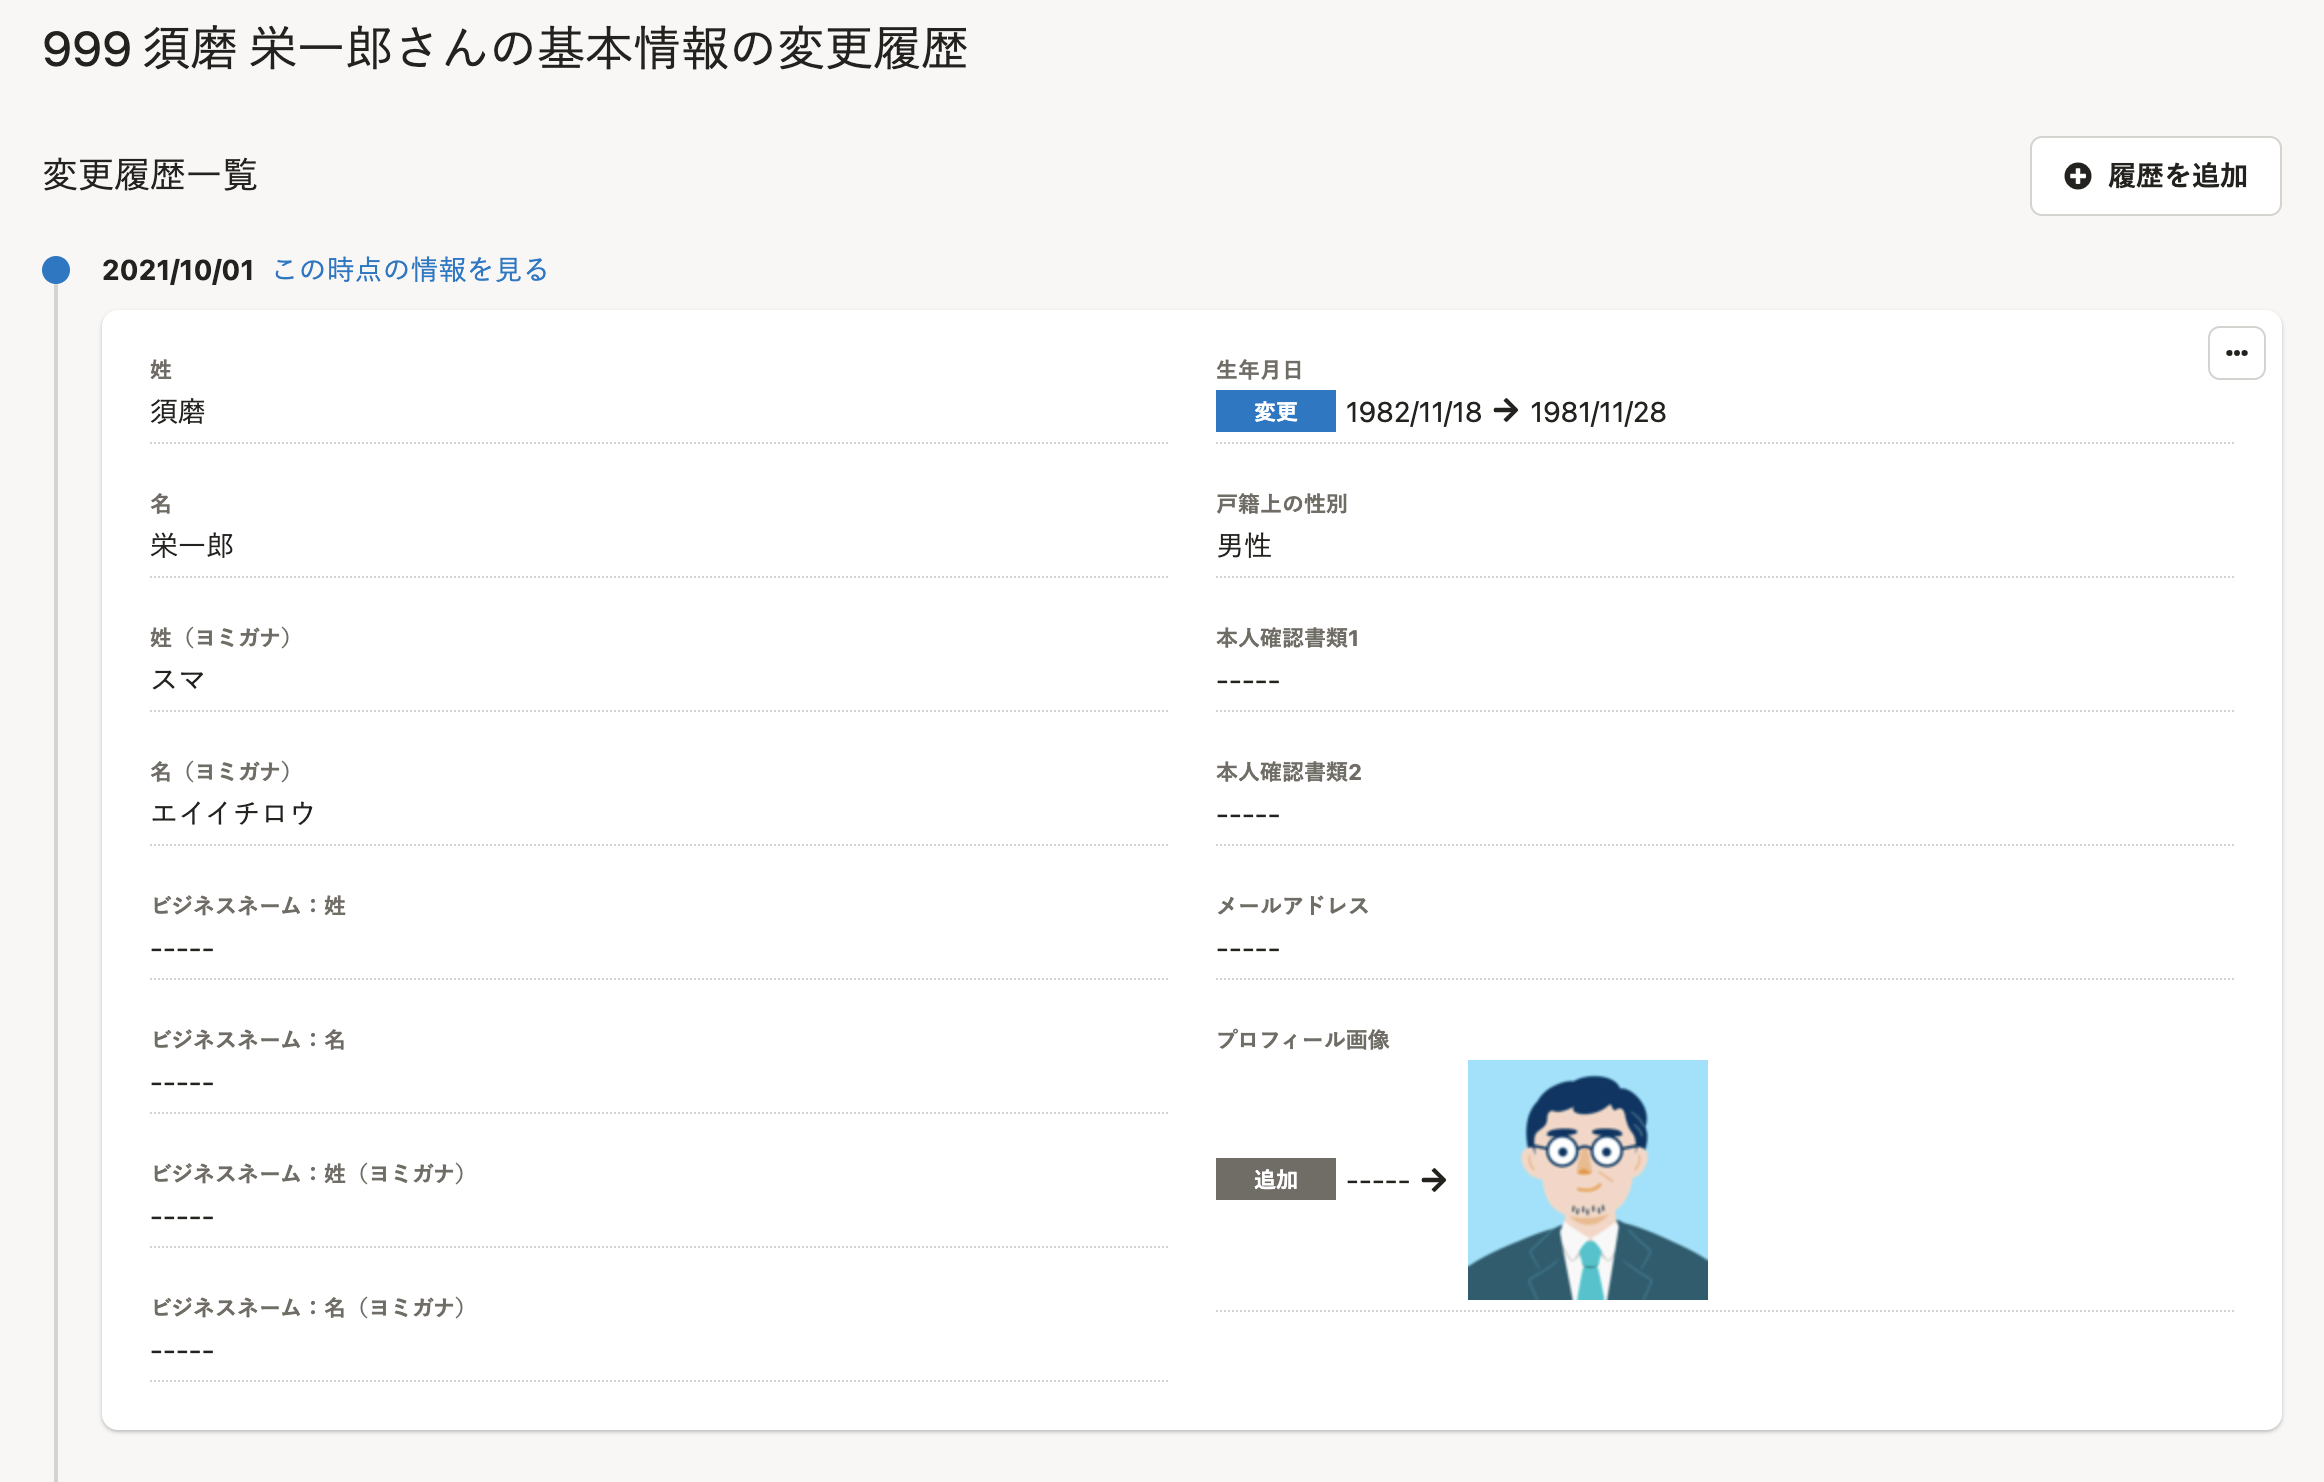 999 須磨 栄一郎さんの基本情報の変更履歴
変更履歴一覧
履歴を追加
2021/10/01 この時点の情報を見る
姓
須磨
名
栄一郎
姓（ヨミガナ）
スマ
名（ヨミガナ）
エイイチロウ
ビジネスネーム：姓
-----
ビジネスネーム：名
-----
ビジネスネーム：姓（ヨミガナ）
-----
ビジネスネーム：名（ヨミガナ）
-----
生年月日
変更 1982/11/18 → 1981/11/28
戸籍上の性別
男性
本人確認書類1
-----
本人確認書類2
-----
メールアドレス
-----
プロフィール画像
追加 ----- →